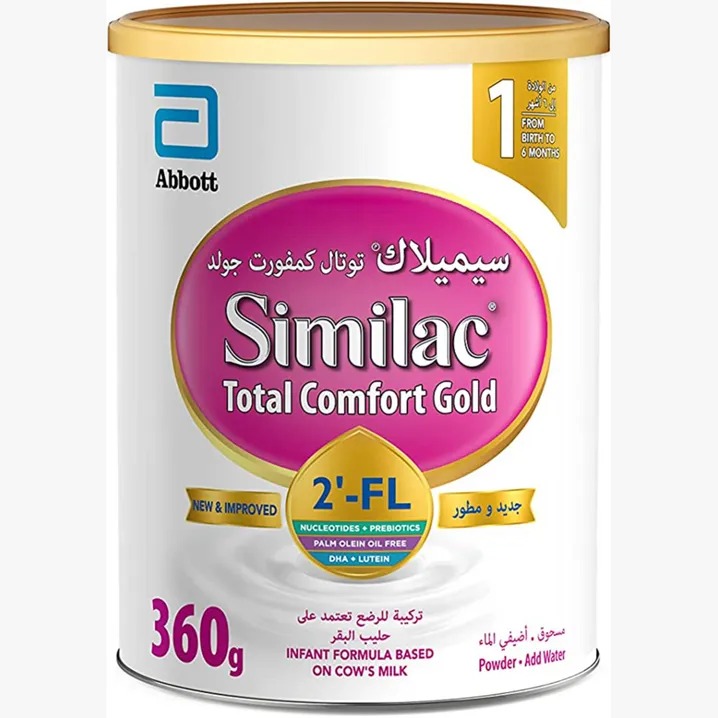 Abbott
1
من الولادة
إلى ٦ أشهر
FROM
BIRTH TO
6 MONTHS
سيميلاك® توتال كمفورت جولد
Similac®
Total Comfort Gold
NEW & IMPROVED
2'-FL
جديد و مطور
NUCLEOTIDES + PREBIOTICS
PALM OLEIN OIL FREE
DHA + LUTEIN
360g
تركيبة للرضع تعتمد على
حليب البقر
INFANT FORMULA BASED
ON COW'S MILK
مسحوق . أضيفي الماء
Powder • Add Water